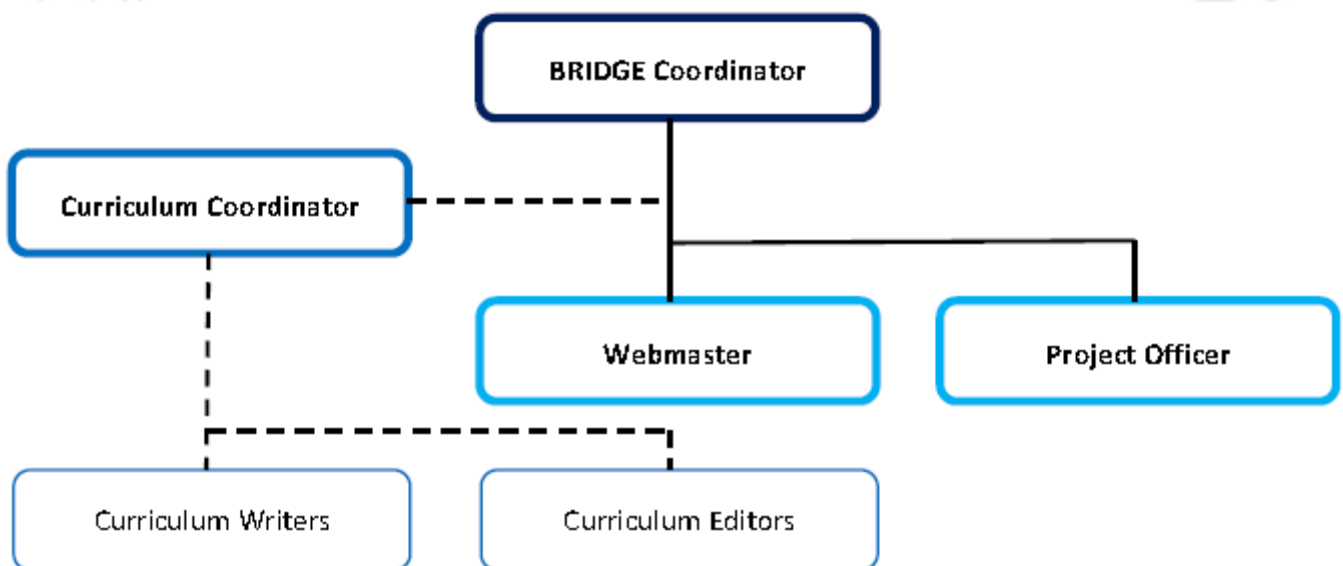 BRIDGE Coordinator
Curriculum Coordinator
Webmaster
Project Officer
Curriculum Writers
Curriculum Editors